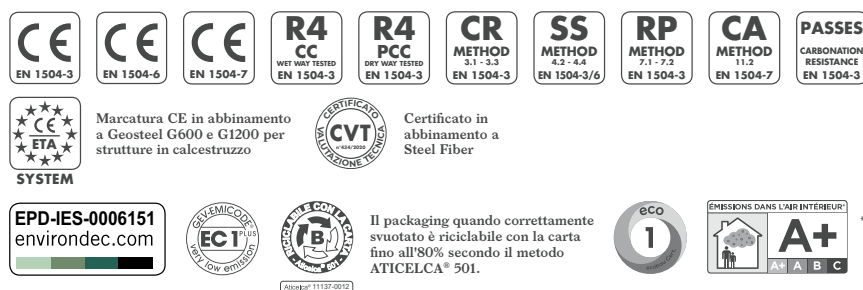 CE
EN 1504-3
CE
EN 1504-6
CE
EN 1504-7
R4
CC
WET WAY TESTED
EN 1504-3
R4
PCC
DRY WAY TESTED
EN 1504-3
CR
METHOD
3.1 - 3.3
EN 1504-3
SS
METHOD
4.2 - 4.4
EN 1504-3/6
RP
METHOD
7.1 - 7.2
EN 1504-3
CA
METHOD
11.2
EN 1504-7
PASSES
CARBONATION
RESISTANCE
EN 1504-3
CE
ETA
SYSTEM
Marcatura CE in abbinamento
a Geosteel G600 e G1200 per
strutture in calcestruzzo
CERTIFICATO
CVT
n°434/2020
VALUTAZIONE TECNICA
Certificato in
abbinamento a
Steel Fiber
EPD-IES-0006151
environdec.com
GEV-EMICODE
EC 1 PLUS
very low emission
RICICLABILE CON LA CARTA
B
Aticelca® 501
Aticelca® 11137-0012
Il packaging quando correttamente
svuotato è riciclabile con la carta
fino all'80% secondo il metodo
ATICELCA® 501.
eco
1
ÉMISSIONS DANS L'AIR INTÉRIEUR*
A+
A+ A B C